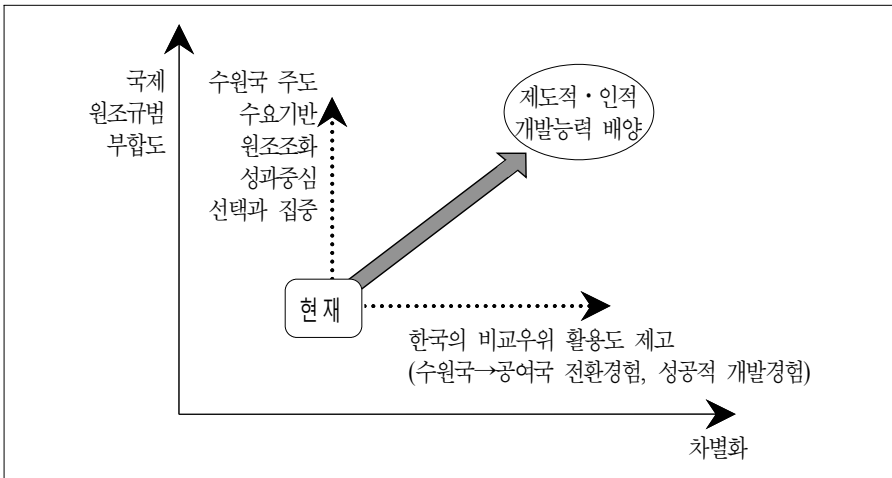 국제
원조규범
부합도
수원국 주도
수요기반
원조조화
성과중심
선택과 집중
제도적・인적
개발능력 배양
현재
한국의 비교우위 활용도 제고
(수원국→공여국 전환경험, 성공적 개발경험)
차별화